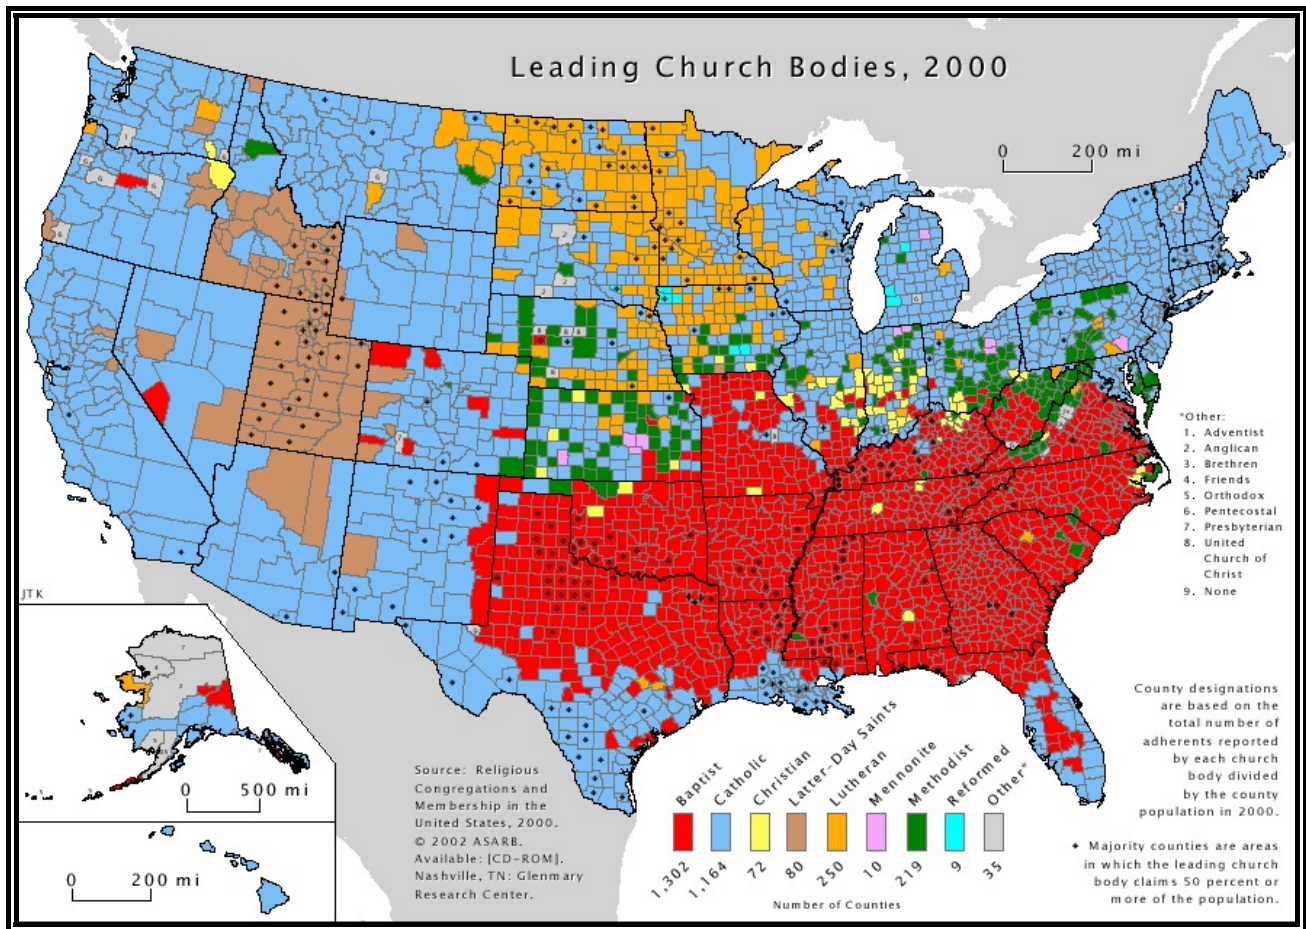 Leading Church Bodies, 2000
0 200 mi
*Other:
1. Adventist
2. Anglican
3. Brethren
4. Friends
5. Orthodox
6. Pentecostal
7. Presbyterian
8. United
Church of
Christ
9. None
JTK
0 500 mi
0 200 mi
Source: Religious
Congregations and
Membership in the
United States, 2000.
© 2002 ASARB.
Available: [CD-ROM].
Nashville, TN: Glenmary
Research Center.
Baptist
Catholic
Christian
Latter-Day Saints
Lutheran
Mennonite
Methodist
Reformed
Other*
1,302
1,164
72
80
250
10
219
9
35
Number of Counties
County designations
are based on the
total number of
adherents reported
by each church
body divided
by the county
population in 2000.
Majority counties are areas
in which the leading church
body claims 50 percent or
more of the population.